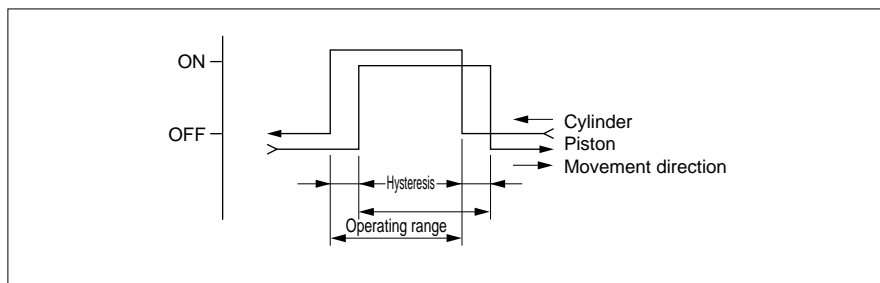 ON
OFF
Cylinder
Piston
Movement direction
Hysteresis
Operating range